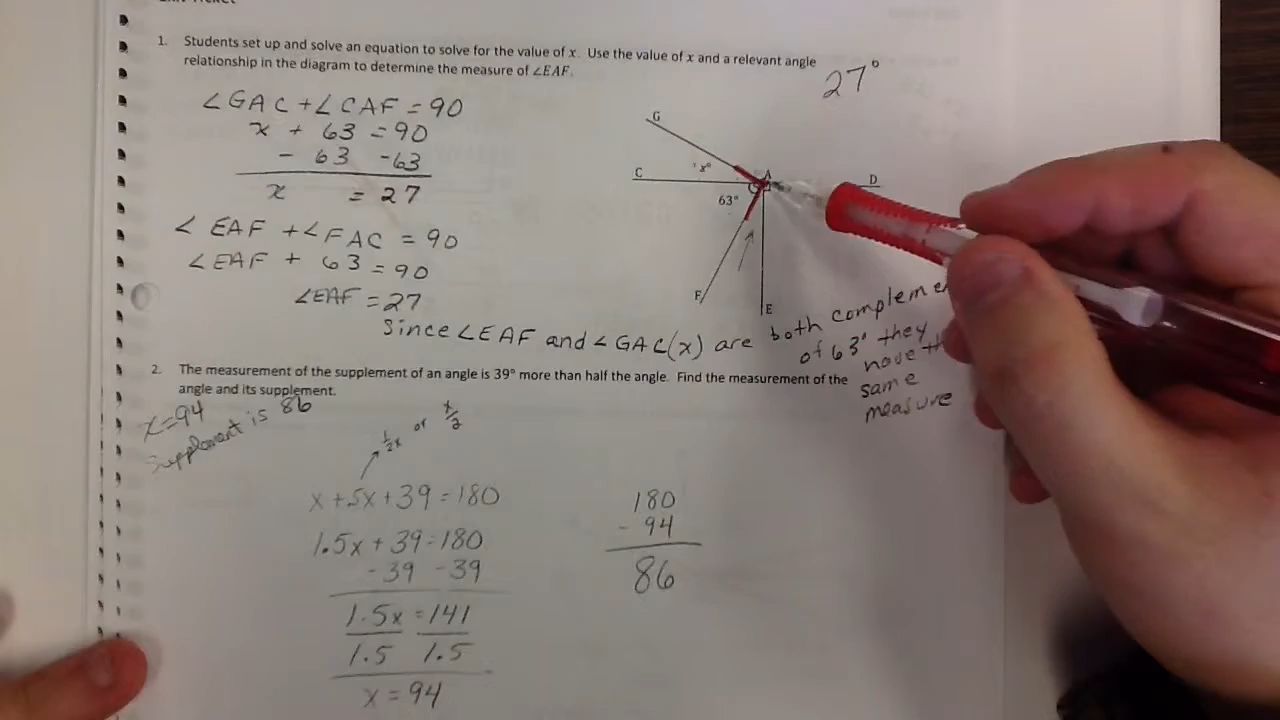 1. Students set up and solve an equation to solve for the value of x. Use the value of x and a relevant angle
relationship in the diagram to determine the measure of ∠EAF.
27°
∠GAC + ∠CAF = 90
x + 63 = 90
- 63 -63
x = 27
∠EAF + ∠FAC = 90
∠EAF + 63 = 90
∠EAF = 27
G
C
x°
A
D
63°
F
E
Since ∠EAF and ∠GAC(x) are both
of 63° they
have
same
measure
2. The measurement of the supplement of an angle is 39° more than half the angle. Find the measurement of the
angle and its supplement.
x=94
Supplement is 86
1/2x or x/2
x + .5x + 39 = 180
1.5x + 39 = 180
-39 -39
1.5x = 141
1.5 1.5
x = 94
180
- 94
86